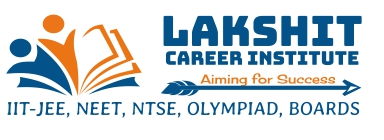 LAKSHIT
CAREER INSTITUTE
Aiming for Success
IIT-JEE, NEET, NTSE, OLYMPIAD, BOARDS